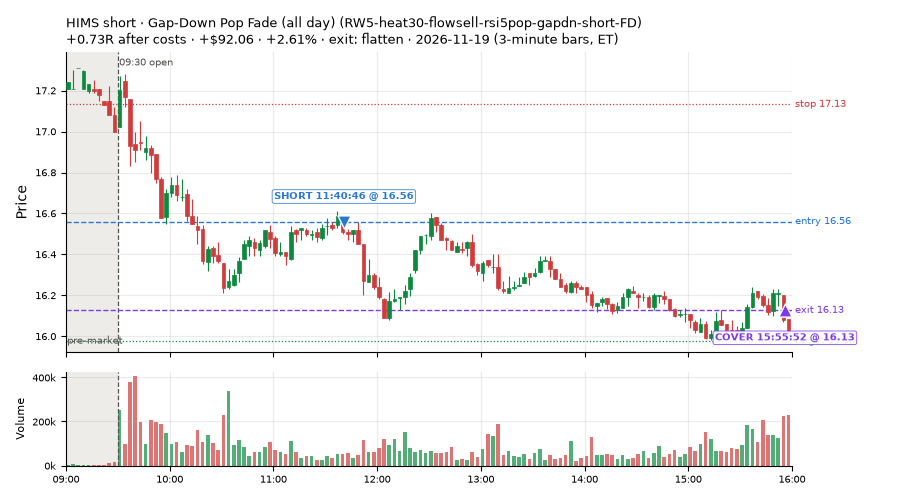 HIMS short · Gap-Down Pop Fade (all day) (RW5-heat30-flowsell-rsi5pop-gapdn-short-FD)
+0.73R after costs · +$92.06 · +2.61% · exit: flatten · 2026-11-19 (3-minute bars, ET)
09:30 open
17.2
stop 17.13
17.0
16.8
SHORT 11:40:46 @ 16.56
Price
16.6
entry 16.56
16.4
16.2
exit 16.13
16.0
pre-market
COVER 15:55:52 @ 16.13
400k
Volume
200k
0k
09:00
10:00
11:00
12:00
13:00
14:00
15:00
16:00